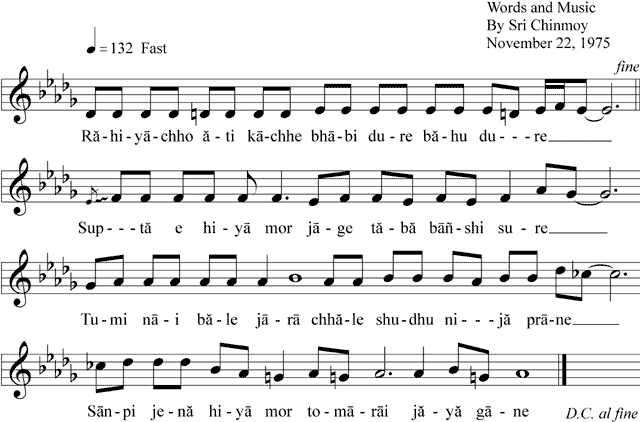 Words and Music
By Sri Chinmoy
November 22, 1975
= 132 Fast
fine
Ră-hi-yā-chho ă-ti kā-chhe bhā-bi du-re bă-hu du---re
Sup---tă e hi-yā mor jā-ge tă-bă bāñ-shi su-re
Tu-mi nā-i bă-le jā-rā chhă-le shu-dhu ni---jă prā-ne
Sān-pi je-nă hi-yā mor to-mā-rāi jă-yă gā-ne
D.C. al fine